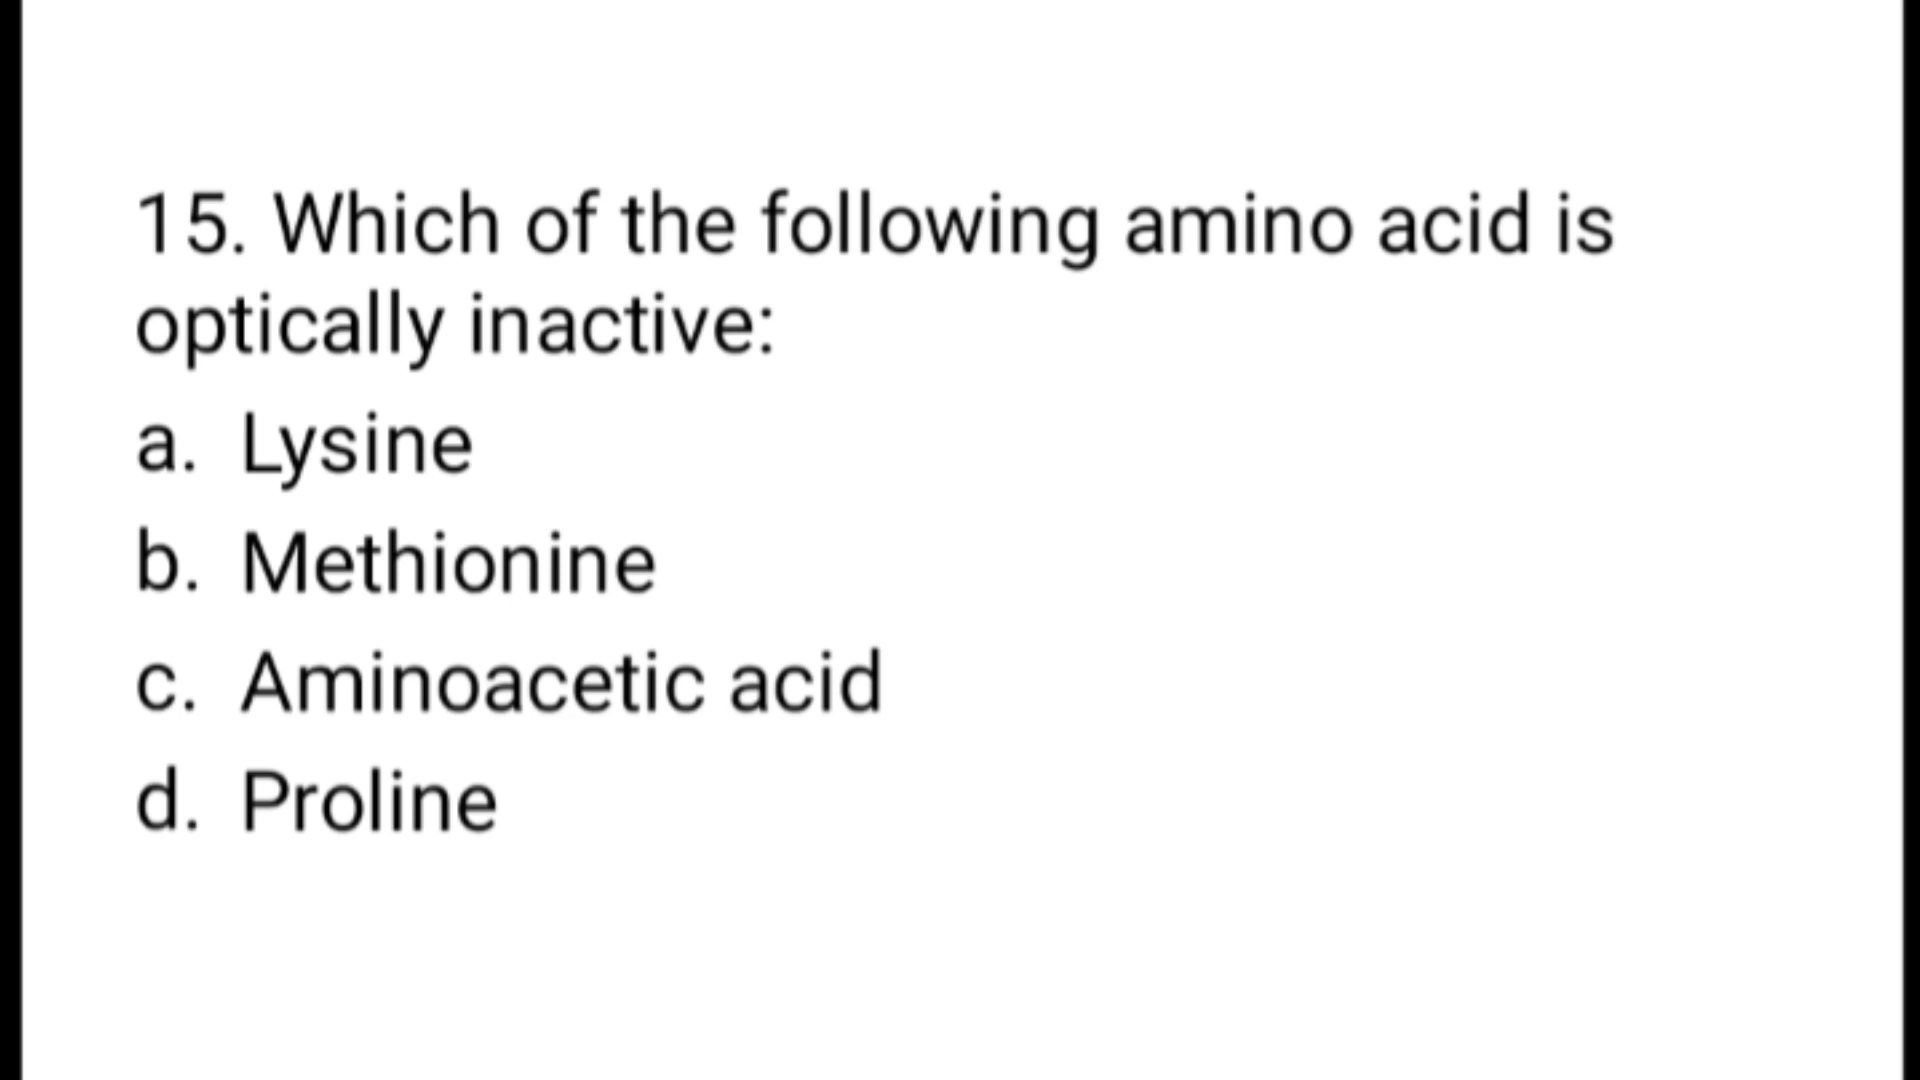 15. Which of the following amino acid is
optically inactive:
a. Lysine
b. Methionine
c. Aminoacetic acid
d. Proline